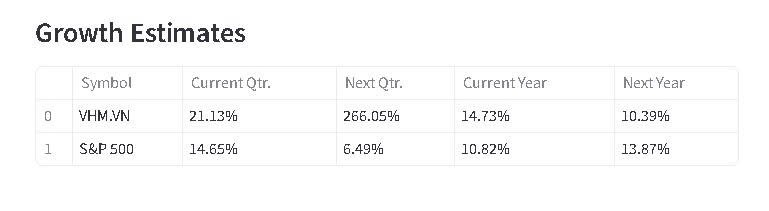 Growth Estimates
Symbol Current Qtr. Next Qtr. Current Year Next Year
0 VHM.VN 21.13% 266.05% 14.73% 10.39%
1 S&P 500 14.65% 6.49% 10.82% 13.87%